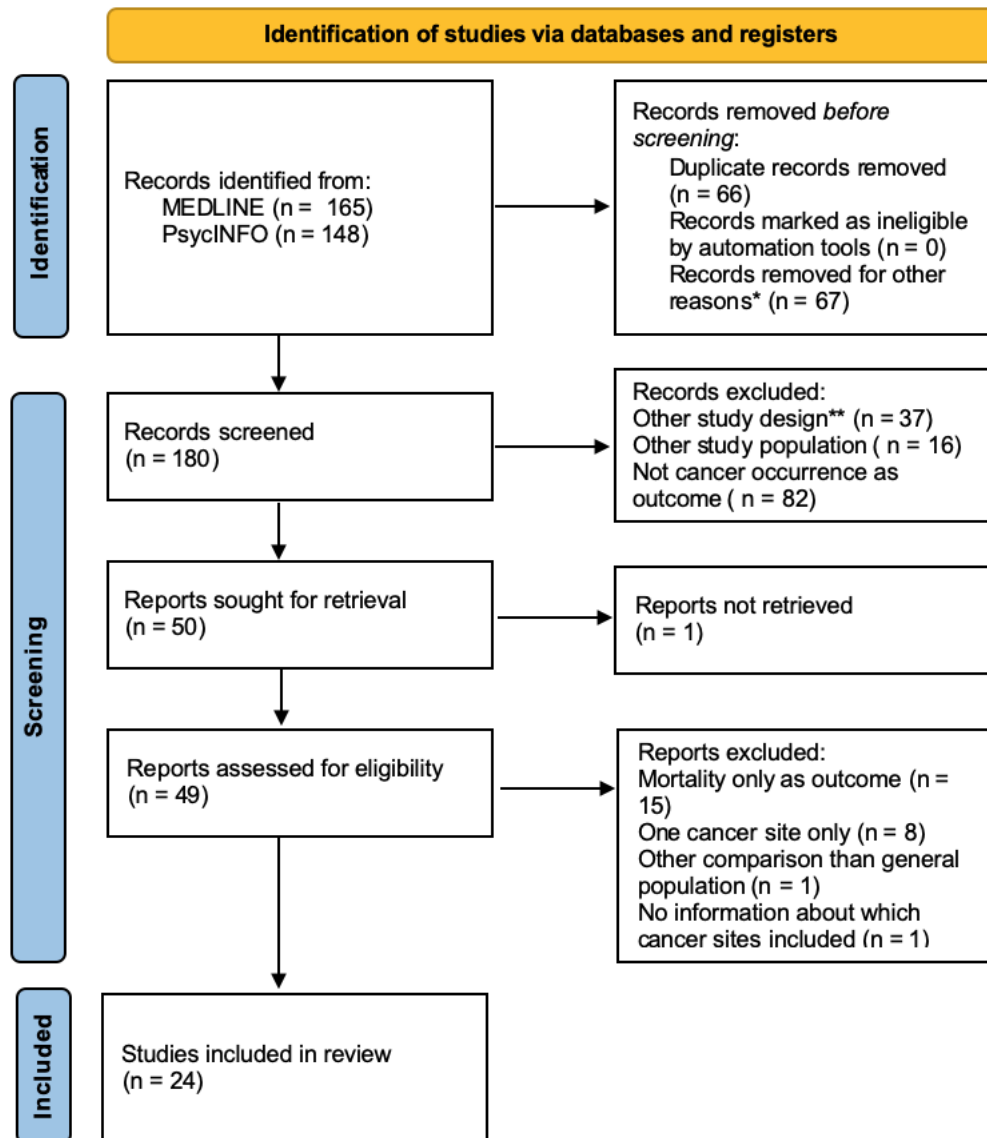 Identification of studies via databases and registers
Identification
Records identified from:
MEDLINE (n = 165)
PsycINFO (n = 148)
Records removed before
screening:
Duplicate records removed
(n = 66)
Records marked as ineligible
by automation tools (n = 0)
Records removed for other
reasons* (n = 67)
Screening
Records screened
(n = 180)
Records excluded:
Other study design** (n = 37)
Other study population ( n = 16)
Not cancer occurrence as
outcome ( n = 82)
Reports sought for retrieval
(n = 50)
Reports not retrieved
(n = 1)
Reports assessed for eligibility
(n = 49)
Reports excluded:
Mortality only as outcome (n =
15)
One cancer site only (n = 8)
Other comparison than general
population (n = 1)
No information about which
cancer sites included (n = 1)
Included
Studies included in review
(n = 24)